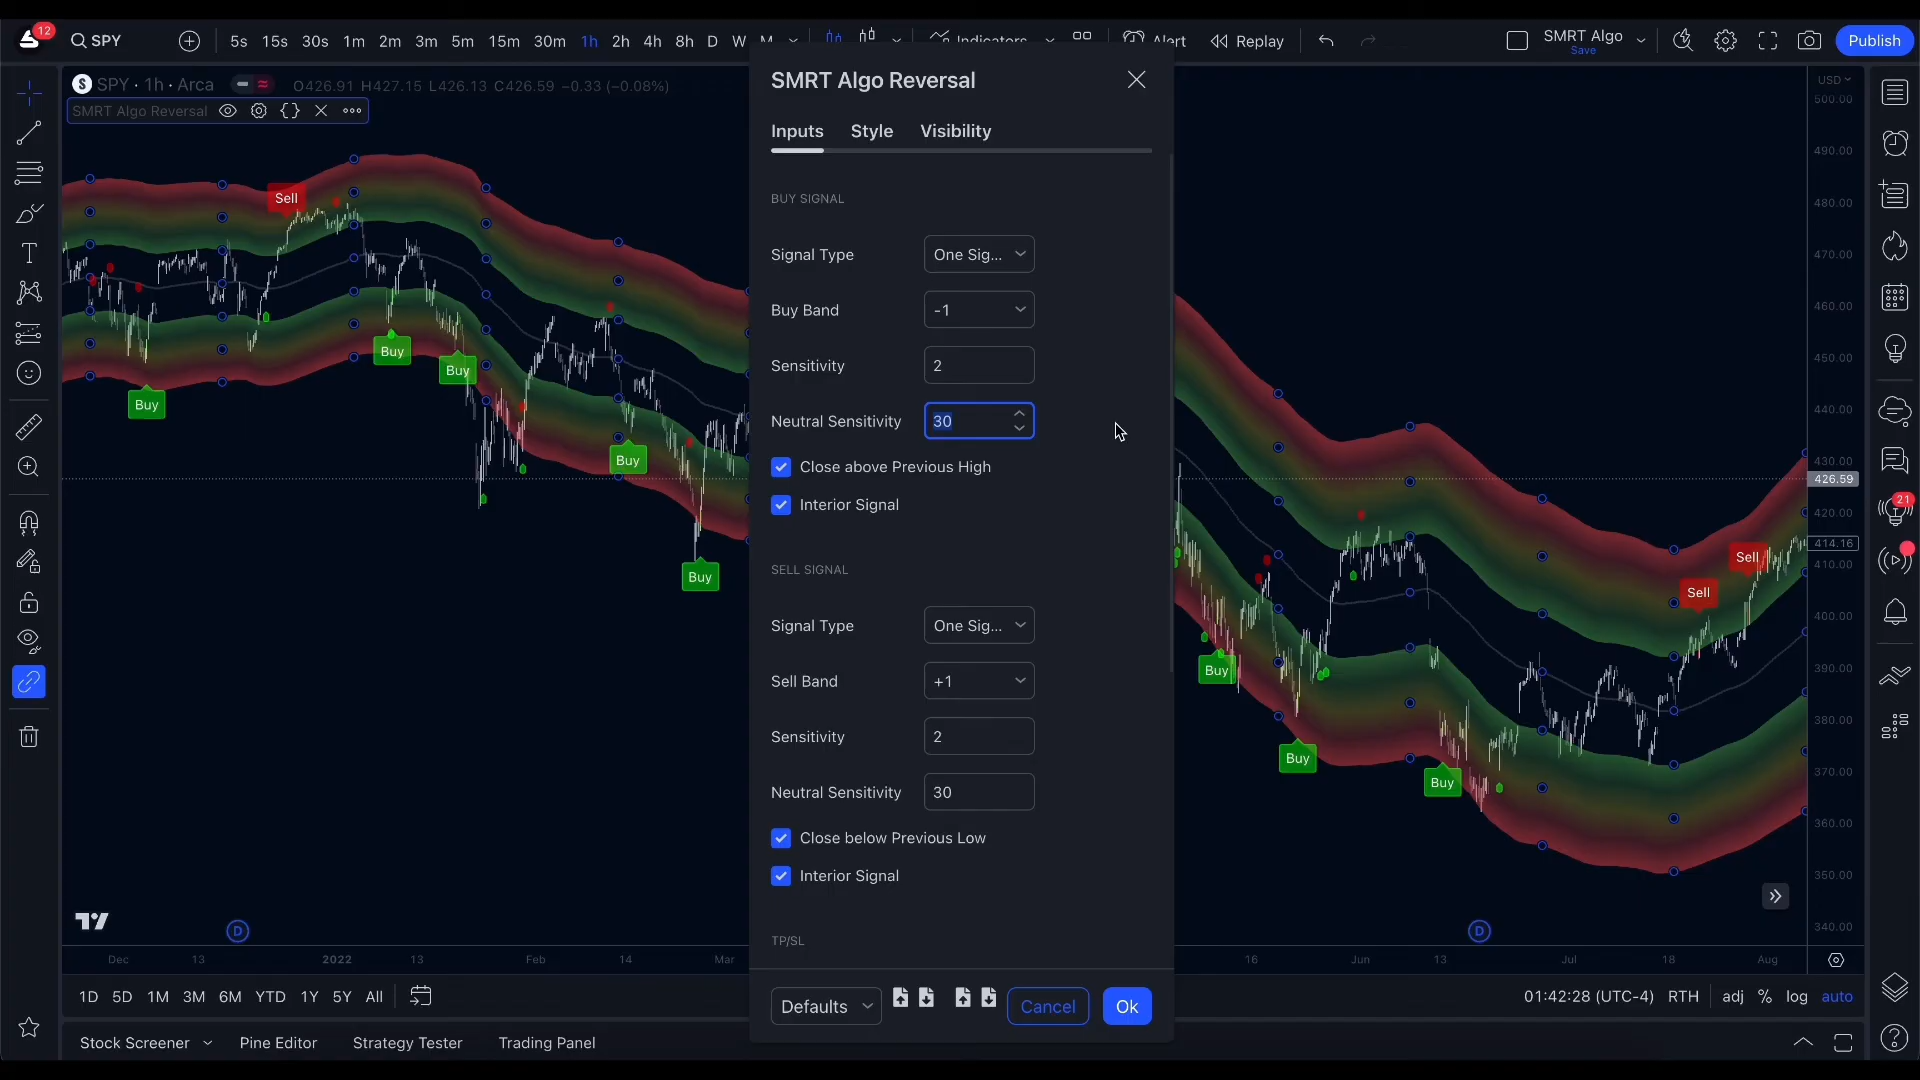 12
SPY
5s 15s 30s 1m 2m 3m 5m 15m 30m 1h 2h 4h 8h D W M
Indicators
Alert
Replay
SMRT Algo
Save
Publish
S SPY · 1h · Arca
O426.91 H427.15 L426.13 C426.59 −0.33 (−0.08%)
SMRT Algo Reversal
SMRT Algo Reversal
Inputs Style Visibility
BUY SIGNAL
Signal Type One Sig...
Buy Band -1
Sensitivity 2
Neutral Sensitivity 30
Close above Previous High
Interior Signal
SELL SIGNAL
Signal Type One Sig...
Sell Band +1
Sensitivity 2
Neutral Sensitivity 30
Close below Previous Low
Interior Signal
TP/SL
Defaults
Cancel
Ok
Sell
Buy
Buy
Buy
Buy
Buy
Buy
Buy
Buy
Sell
Sell
USD
500.00
490.00
480.00
470.00
460.00
450.00
440.00
430.00
426.59
420.00
414.16
410.00
400.00
390.00
380.00
370.00
360.00
350.00
340.00
21
D
D
Dec 13 2022 13 Feb 14 Mar 16 Jun 13 Jul 18 Aug
1D 5D 1M 3M 6M YTD 1Y 5Y All
01:42:28 (UTC-4) RTH adj % log auto
Stock Screener Pine Editor Strategy Tester Trading Panel